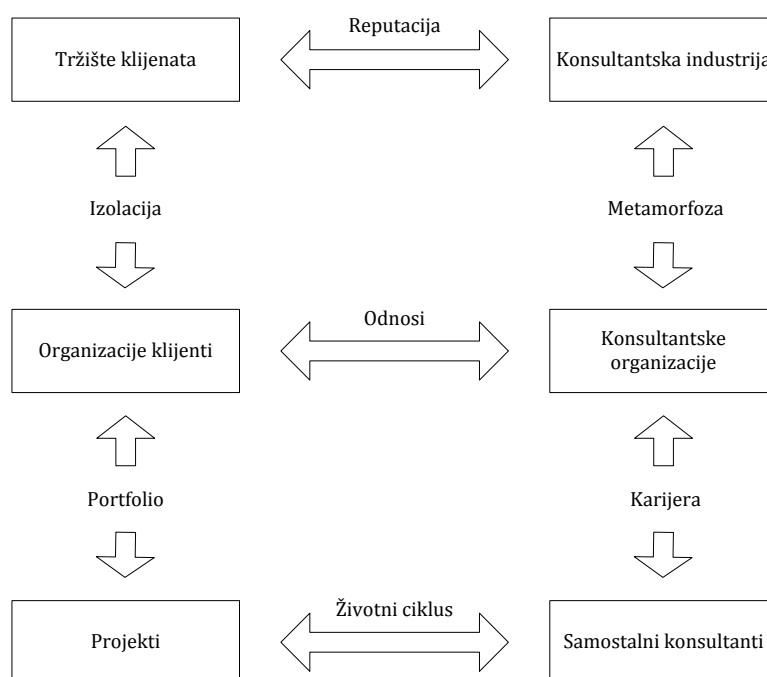 Reputacija
Tržište klijenata
Konsultantska industrija
Izolacija
Metamorfoza
Odnosi
Organizacije klijenti
Konsultantske
organizacije
Portfolio
Karijera
Životni ciklus
Projekti
Samostalni konsultanti